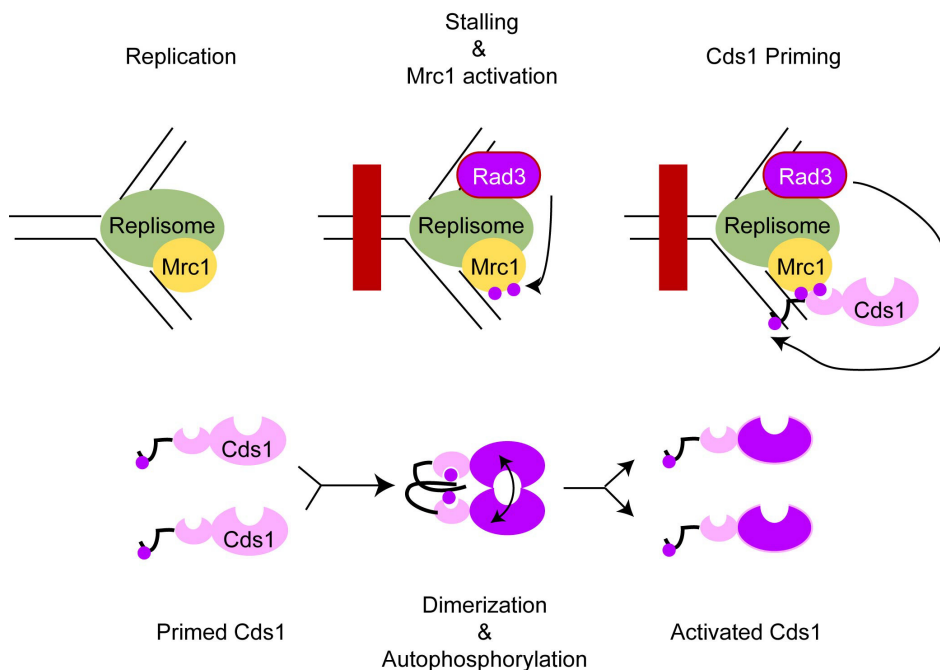 Replication
Stalling
&
Mrc1 activation
Cds1 Priming
Replisome
Mrc1
Rad3
Replisome
Mrc1
Rad3
Replisome
Mrc1
Cds1
Cds1
Cds1
Primed Cds1
Dimerization
&
Autophosphorylation
Activated Cds1